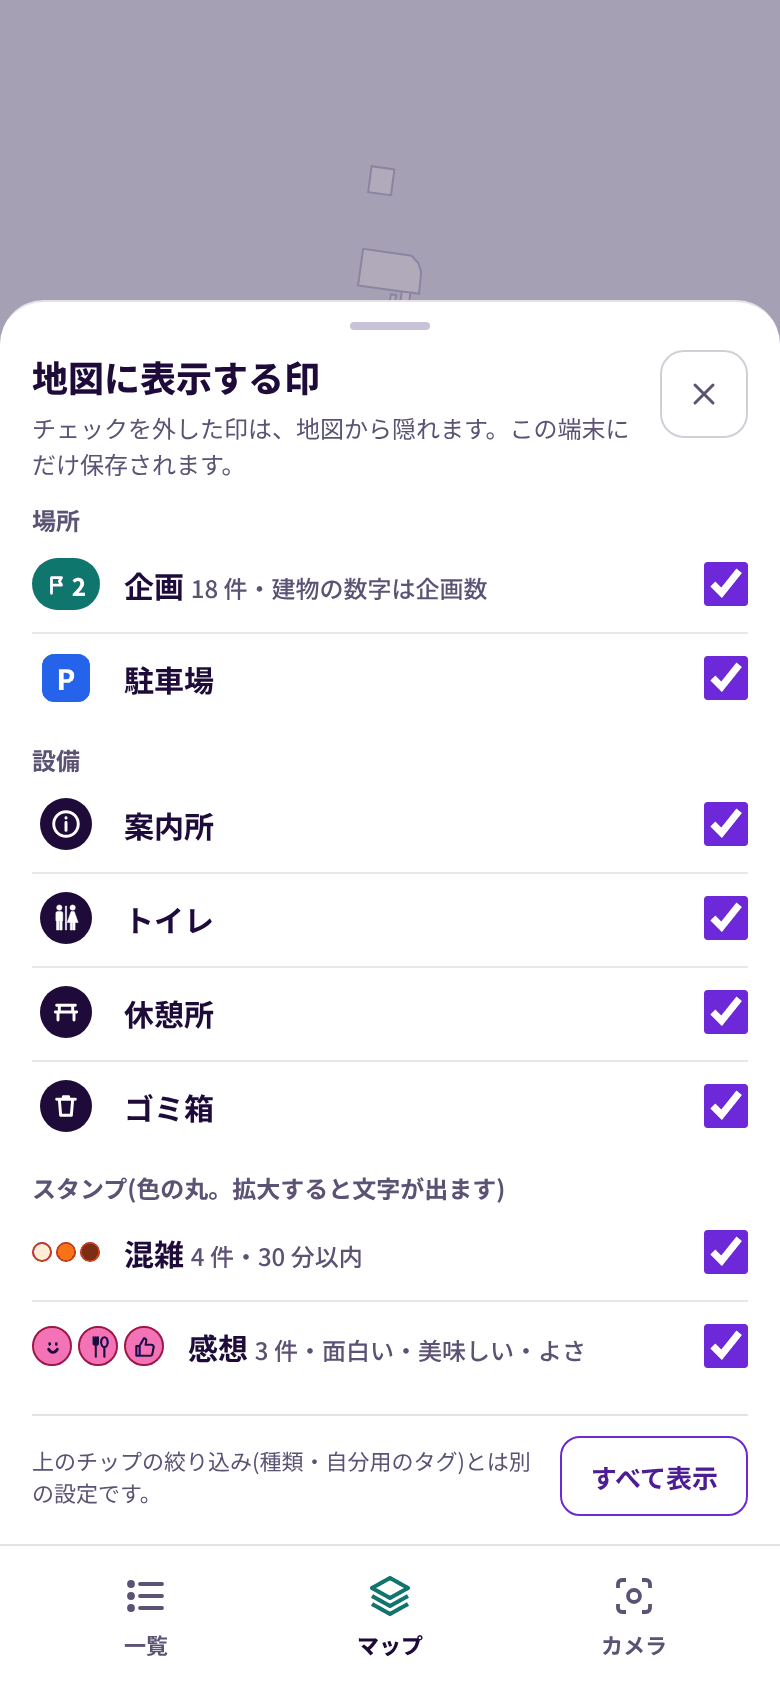 地図に表示する印
チェックを外した印は、地図から隠れます。この端末に
だけ保存されます。
場所
2 企画 18 件・建物の数字は企画数
P 駐車場
設備
案内所
トイレ
休憩所
ゴミ箱
スタンプ(色の丸。拡大すると文字が出ます)
混雑 4 件・30 分以内
感想 3 件・面白い・美味しい・よさ
上のチップの絞り込み(種類・自分用のタグ)とは別
の設定です。
すべて表示
一覧
マップ
カメラ